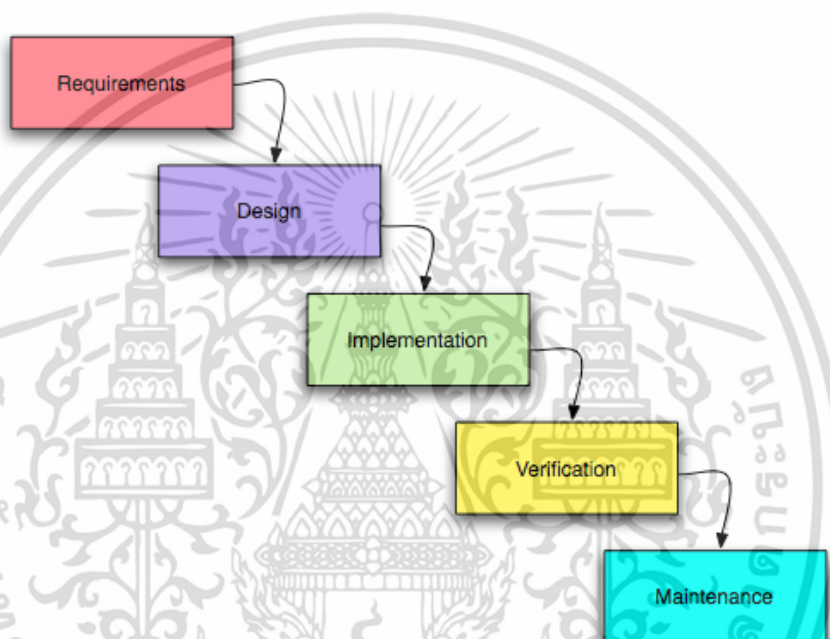 Requirements
Design
Implementation
Verification
Maintenance